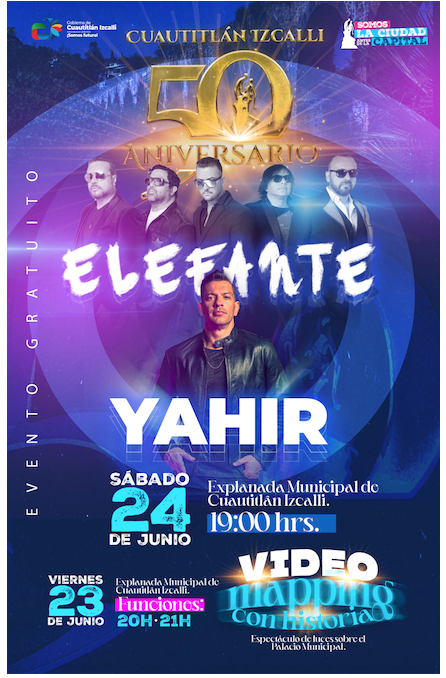 Gobierno de
Cuautitlán Izcalli
¡Somos futuro!
SOMOS
LA CIUDAD
CAPITAL
CUAUTITLÁN IZCALLI
50
ANIVERSARIO
EVENTO GRATUITO
ELEFANTE
YAHIR
SÁBADO
24
DE JUNIO
Explanada Municipal de
Cuautitlán Izcalli.
19:00 hrs.
VIERNES
23
DE JUNIO
Explanada Municipal de
Cuautitlán Izcalli.
Funciones:
20H·21H
VIDEO
mapping
con historia
Espectáculo de luces sobre el
Palacio Municipal.